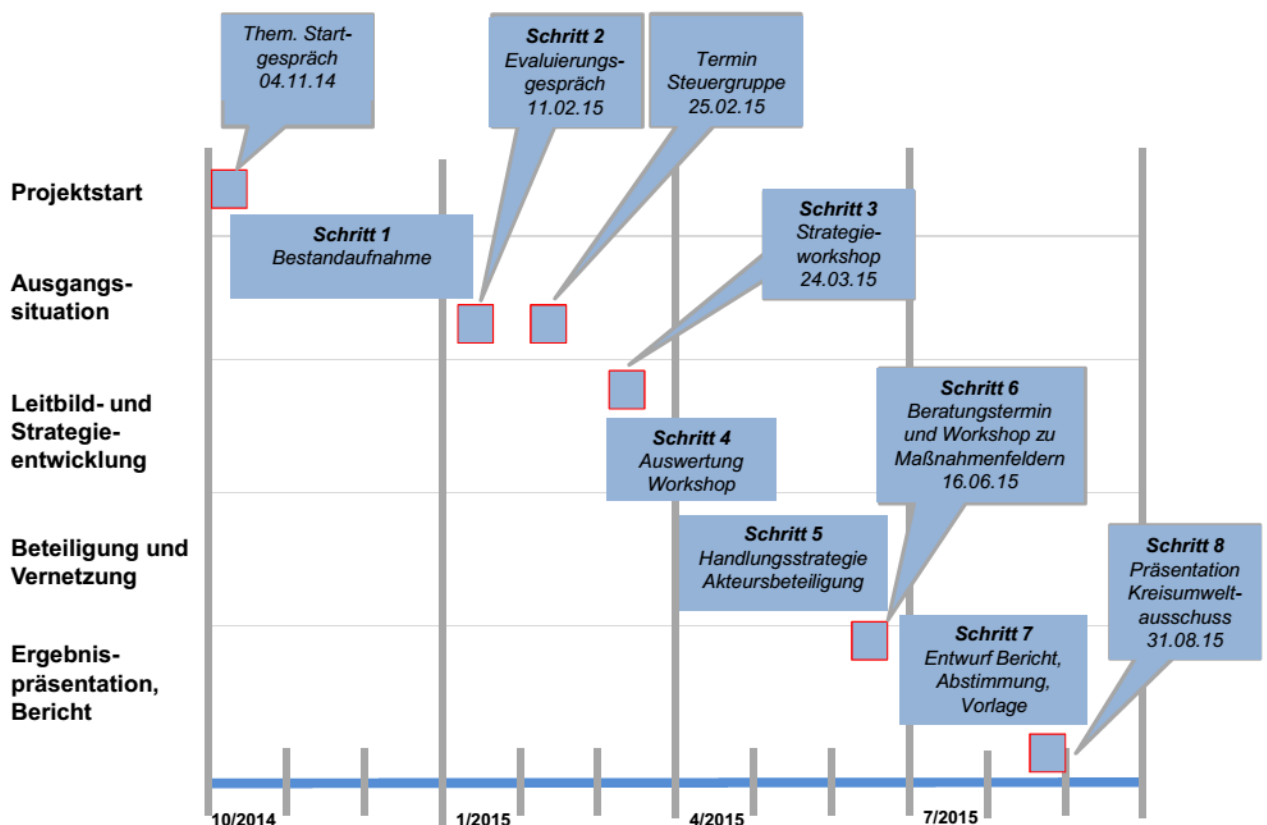 Them. Start-
gespräch
04.11.14
Schritt 2
Evaluierungs-
gespräch
11.02.15
Termin
Steuergruppe
25.02.15
Projektstart
Schritt 1
Bestandaufnahme
Schritt 3
Strategie-
workshop
24.03.15
Ausgangs-
situation
Leitbild- und
Strategie-
entwicklung
Schritt 4
Auswertung
Workshop
Schritt 6
Beratungstermin
und Workshop zu
Maßnahmenfeldern
16.06.15
Beteiligung und
Vernetzung
Schritt 5
Handlungsstrategie
Akteursbeteiligung
Schritt 8
Präsentation
Kreisumwelt-
ausschuss
31.08.15
Ergebnis-
präsentation,
Bericht
Schritt 7
Entwurf Bericht,
Abstimmung,
Vorlage
10/2014
1/2015
4/2015
7/2015